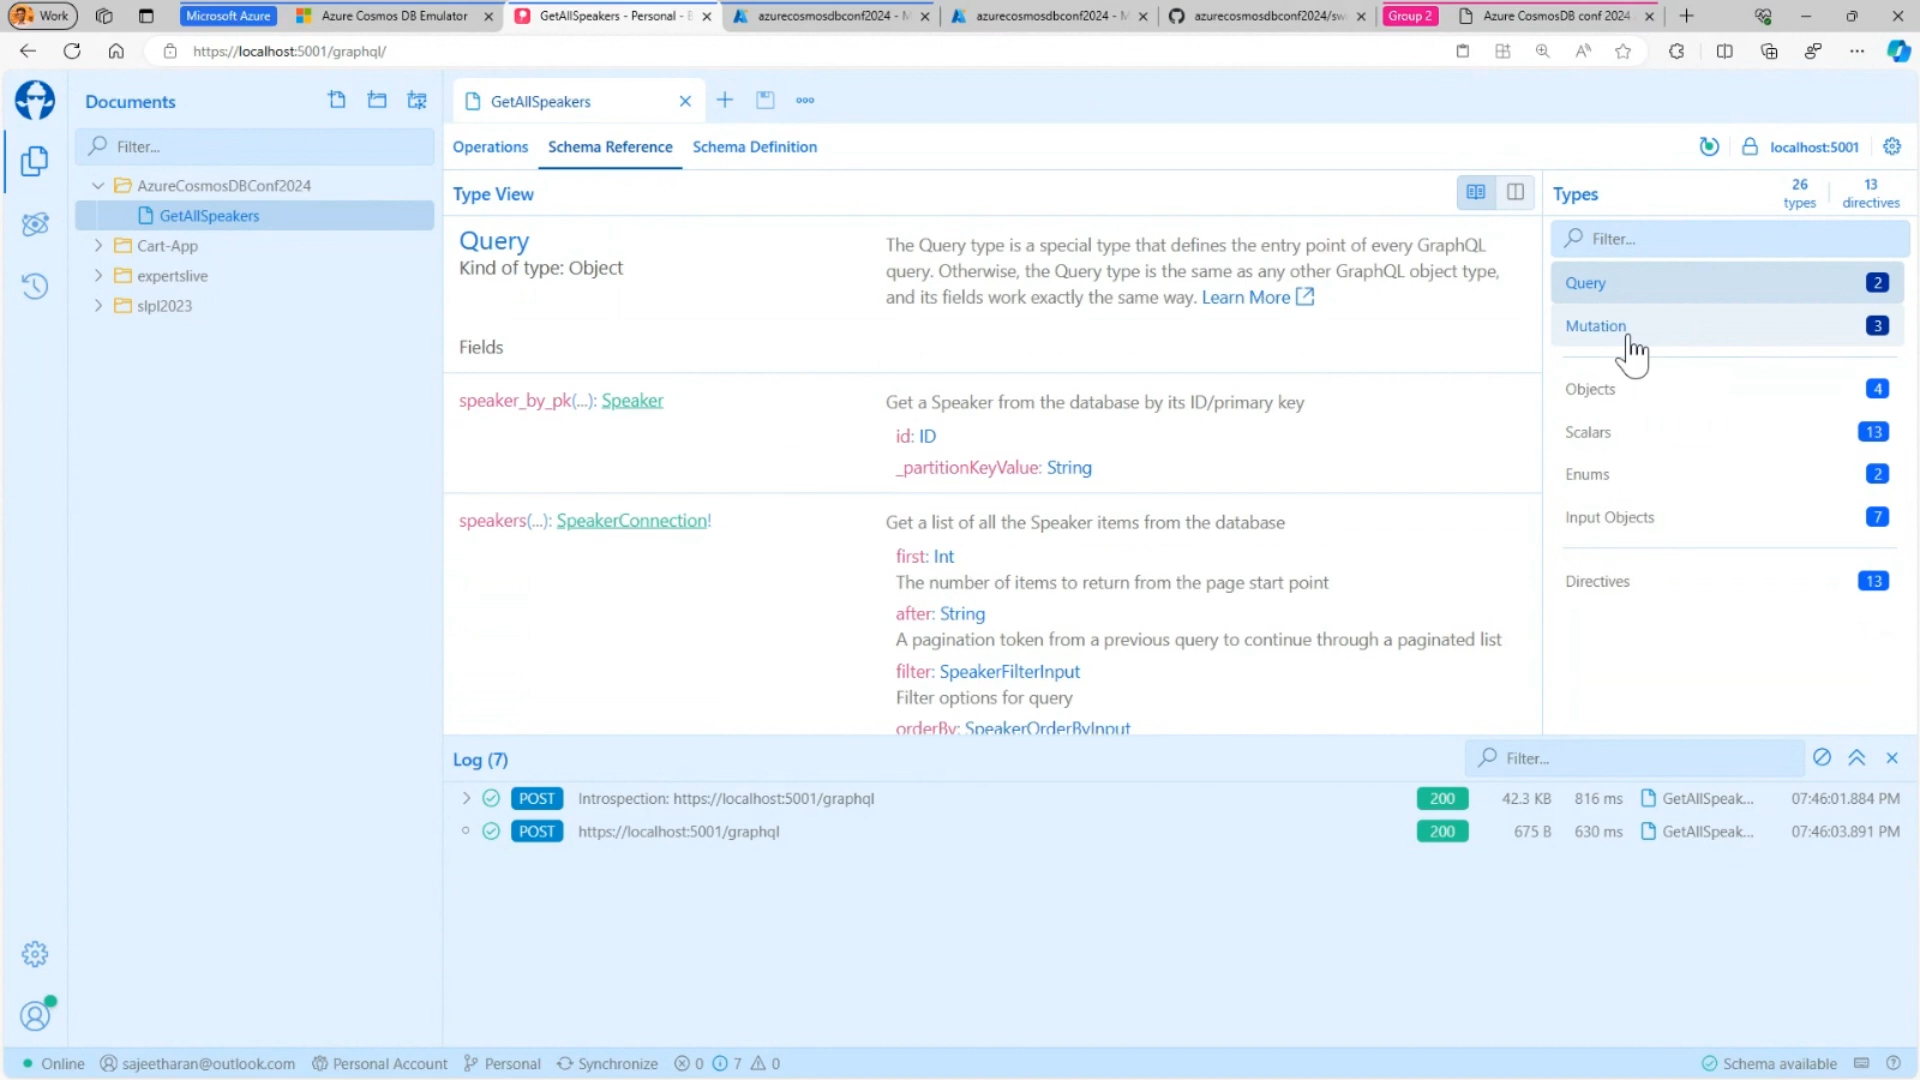 Work
Microsoft Azure
Azure Cosmos DB Emulator
GetAllSpeakers - Personal -
azurecosmosdbconf2024 -
azurecosmosdbconf2024 -
azurecosmosdbconf2024/sw
Group 2
Azure CosmosDB conf 2024
https://localhost:5001/graphql/
Documents
GetAllSpeakers
Filter...
Operations
Schema Reference
Schema Definition
localhost:5001
AzureCosmosDBConf2024
GetAllSpeakers
Cart-App
expertslive
slpl2023
Type View
Types
26
types
13
directives
Query
Kind of type: Object
The Query type is a special type that defines the entry point of every GraphQL
query. Otherwise, the Query type is the same as any other GraphQL object type,
and its fields work exactly the same way. Learn More
Fields
speaker_by_pk(...): Speaker
Get a Speaker from the database by its ID/primary key
id: ID
_partitionKeyValue: String
speakers(...): SpeakerConnection!
Get a list of all the Speaker items from the database
first: Int
The number of items to return from the page start point
after: String
A pagination token from a previous query to continue through a paginated list
filter: SpeakerFilterInput
Filter options for query
orderBy: SpeakerOrderByInput
Filter...
Query 2
Mutation 3
Objects 4
Scalars 13
Enums 2
Input Objects 7
Directives 13
Log (7)
Filter...
POST Introspection: https://localhost:5001/graphql 200 42.3 KB 816 ms GetAllSpeak... 07:46:01.884 PM
POST https://localhost:5001/graphql 200 675 B 630 ms GetAllSpeak... 07:46:03.891 PM
Online sajeetharan@outlook.com Personal Account Personal Synchronize 0 7 0 Schema available